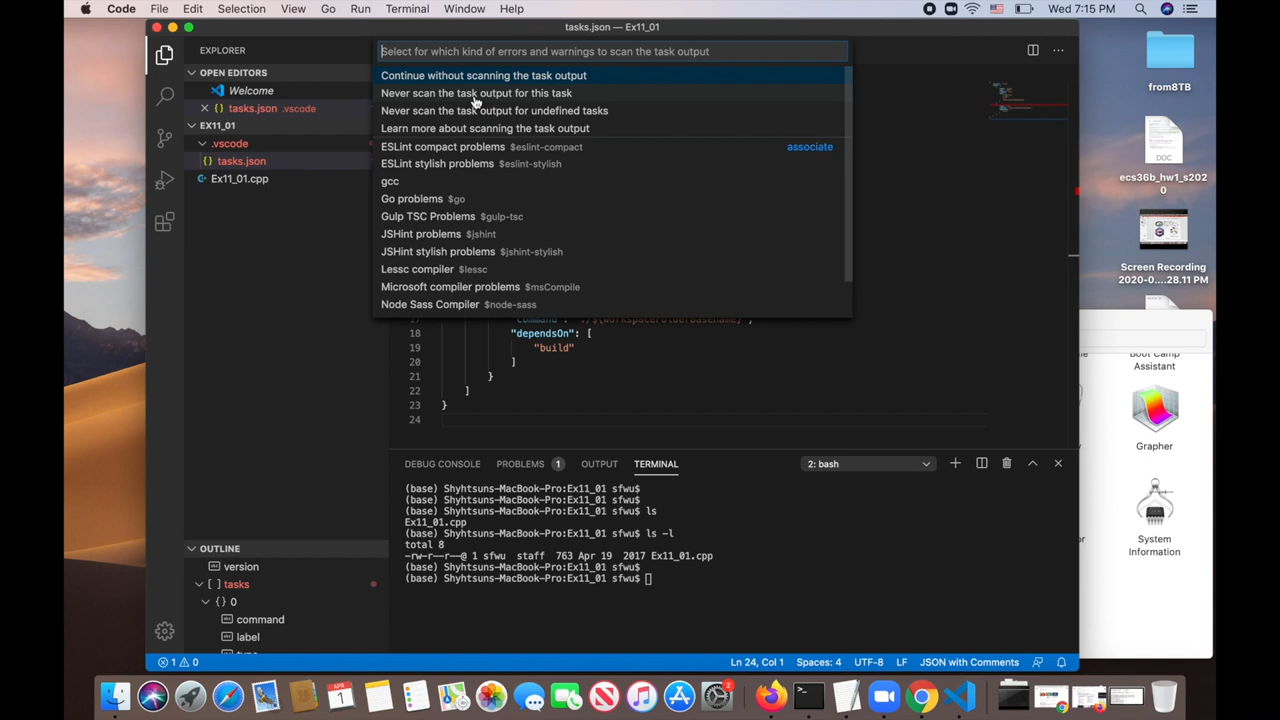 Code File Edit Selection View Go Run Terminal Window Help
Wed 7:15 PM
tasks.json — Ex11_01
EXPLORER
OPEN EDITORS
Welcome
tasks.json .vscode
EX11_01
.vscode
tasks.json
Ex11_01.cpp
Select for which kind of errors and warnings to scan the task output
Continue without scanning the task output
Never scan the task output for this task
Never scan the task output for undefined tasks
Learn more about scanning the task output
ESLint compact problems $eslint-compact associate
ESLint stylish problems $eslint-stylish
gcc
Go problems $go
Gulp TSC Problems $gulp-tsc
JSHint problems $jshint
JSHint stylish problems $jshint-stylish
Lessc compiler $lessc
Microsoft compiler problems $msCompile
Node Sass Compiler $node-sass
18 "dependsOn": [
19 "build"
20 ]
21 }
22 ]
23 }
24
DEBUG CONSOLE PROBLEMS 1 OUTPUT TERMINAL 2: bash
(base) Shyhtsuns-MacBook-Pro:Ex11_01 sfwu$
(base) Shyhtsuns-MacBook-Pro:Ex11_01 sfwu$
(base) Shyhtsuns-MacBook-Pro:Ex11_01 sfwu$ ls
Ex11_01.cpp
(base) Shyhtsuns-MacBook-Pro:Ex11_01 sfwu$ ls -l
total 8
-rw-r--r--@ 1 sfwu staff 763 Apr 19 2017 Ex11_01.cpp
(base) Shyhtsuns-MacBook-Pro:Ex11_01 sfwu$
(base) Shyhtsuns-MacBook-Pro:Ex11_01 sfwu$
OUTLINE
version
[ ] tasks
{} 0
command
label
1 0
Ln 24, Col 1 Spaces: 4 UTF-8 LF JSON with Comments
from8TB
DOC
ecs36b_hw1_s202
0
Screen Recording
2020-0....28.11 PM
Boot Camp
Assistant
Grapher
System
Information
APR
1
2